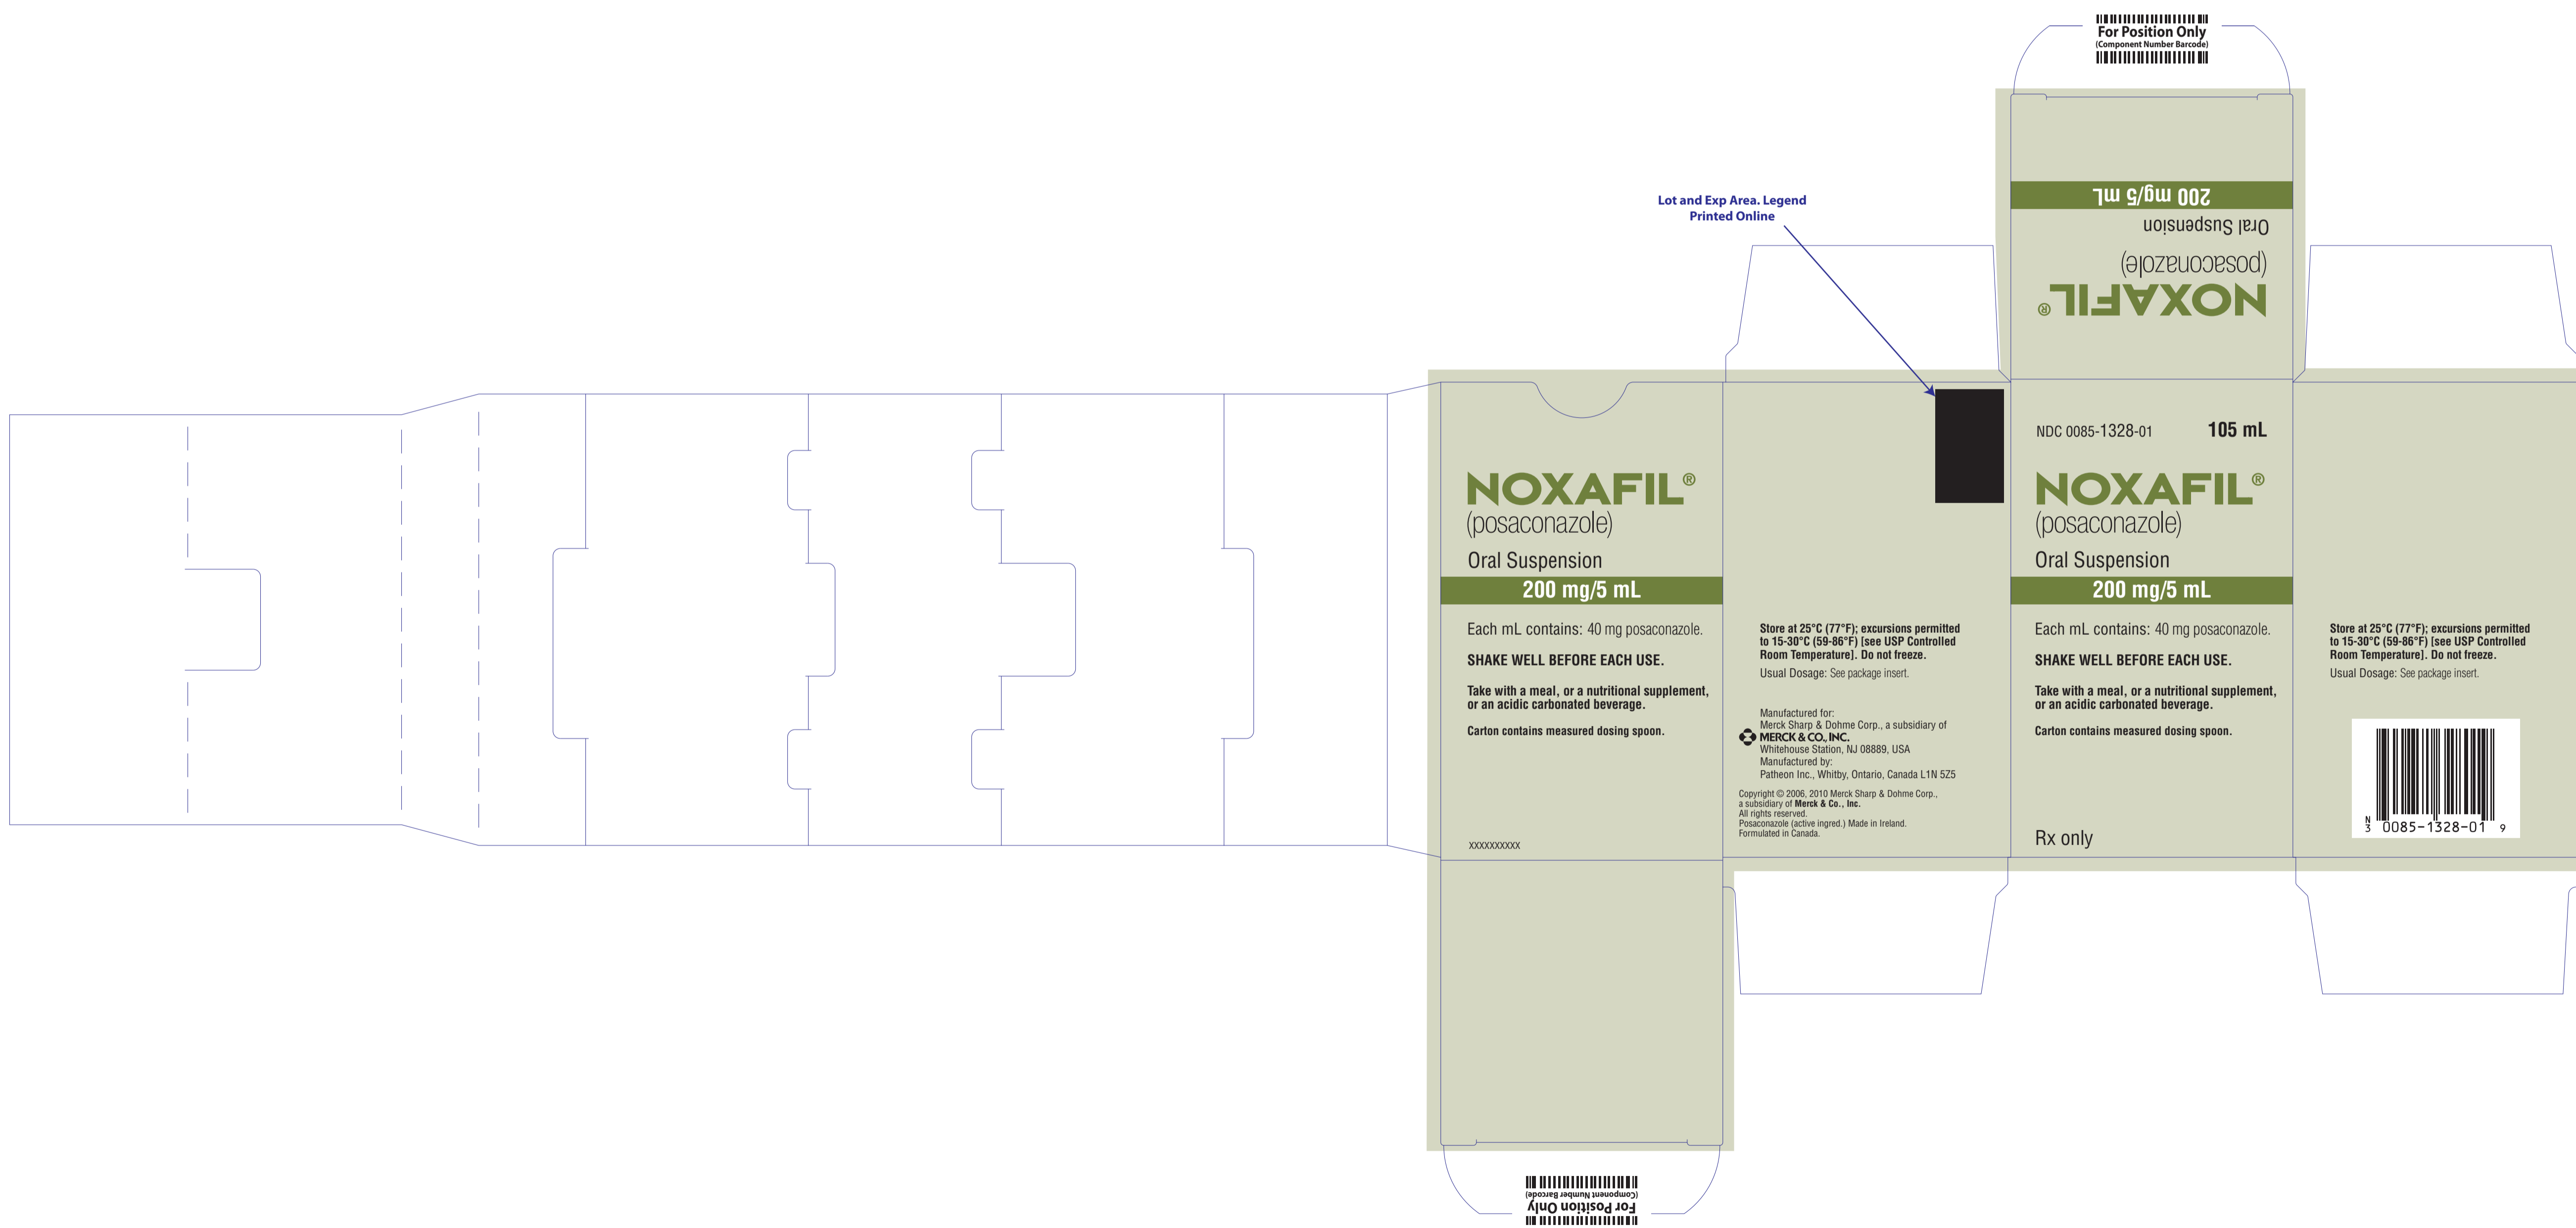 For Position Only
(Component Number Barcode)
200 mg/5 mL
Oral Suspension
(posaconazole)
NOXAFIL®
Lot and Exp Area. Legend
Printed Online
NOXAFIL®
(posaconazole)
Oral Suspension
200 mg/5 mL
Each mL contains: 40 mg posaconazole.
SHAKE WELL BEFORE EACH USE.
Take with a meal, or a nutritional supplement,
or an acidic carbonated beverage.
Carton contains measured dosing spoon.
XXXXXXXXXX
Store at 25°C (77°F); excursions permitted
to 15-30°C (59-86°F) [see USP Controlled
Room Temperature]. Do not freeze.
Usual Dosage: See package insert.
Manufactured for:
Merck Sharp & Dohme Corp., a subsidiary of
MERCK & CO., INC.
Whitehouse Station, NJ 08889, USA
Manufactured by:
Patheon Inc., Whitby, Ontario, Canada L1N 5Z5
Copyright © 2006, 2010 Merck Sharp & Dohme Corp.,
a subsidiary of Merck & Co., Inc.
All rights reserved.
Posaconazole (active ingred.) Made in Ireland.
Formulated in Canada.
NDC 0085-1328-01 105 mL
NOXAFIL®
(posaconazole)
Oral Suspension
200 mg/5 mL
Each mL contains: 40 mg posaconazole.
SHAKE WELL BEFORE EACH USE.
Take with a meal, or a nutritional supplement,
or an acidic carbonated beverage.
Carton contains measured dosing spoon.
Rx only
Store at 25°C (77°F); excursions permitted
to 15-30°C (59-86°F) [see USP Controlled
Room Temperature]. Do not freeze.
Usual Dosage: See package insert.
N
3 0085-1328-01 9
For Position Only
(Component Number Barcode)